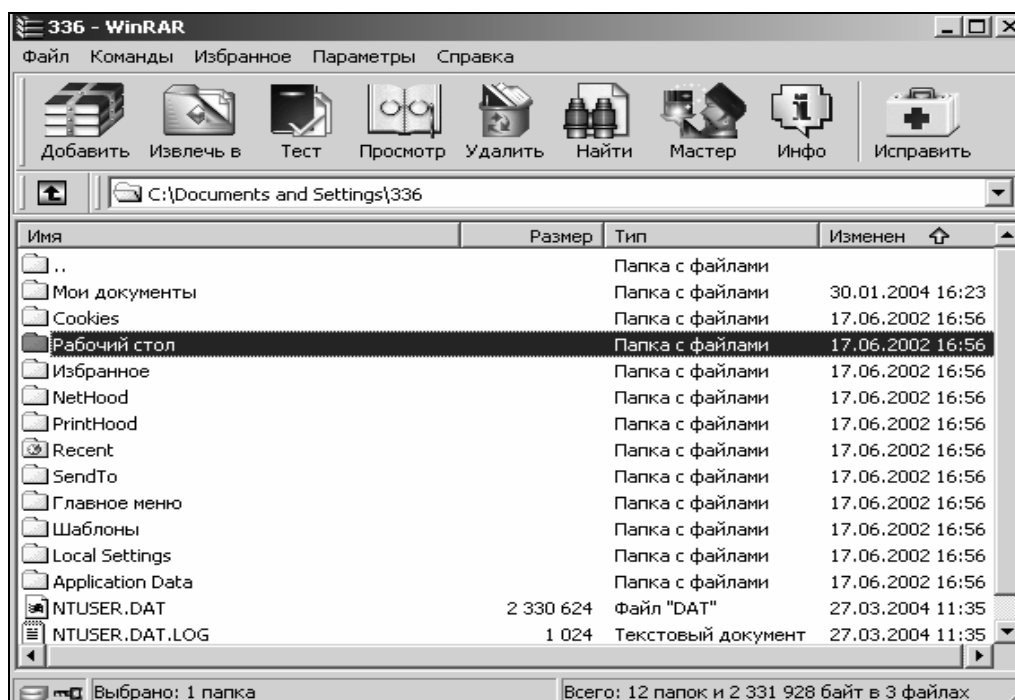 336 - WinRAR
Файл Команды Избранное Параметры Справка
Добавить Извлечь в Тест Просмотр Удалить Найти Мастер Инфо Исправить
C:\Documents and Settings\336
Имя Размер Тип Изменен
.. Папка с файлами
Мои документы Папка с файлами 30.01.2004 16:23
Cookies Папка с файлами 17.06.2002 16:56
Рабочий стол Папка с файлами 17.06.2002 16:56
Избранное Папка с файлами 17.06.2002 16:56
NetHood Папка с файлами 17.06.2002 16:56
PrintHood Папка с файлами 17.06.2002 16:56
Recent Папка с файлами 17.06.2002 16:56
SendTo Папка с файлами 17.06.2002 16:56
Главное меню Папка с файлами 17.06.2002 16:56
Шаблоны Папка с файлами 17.06.2002 16:56
Local Settings Папка с файлами 17.06.2002 16:56
Application Data Папка с файлами 17.06.2002 16:56
NTUSER.DAT 2 330 624 Файл "DAT" 27.03.2004 11:35
NTUSER.DAT.LOG 1 024 Текстовый документ 27.03.2004 11:35
Выбрано: 1 папка Всего: 12 папок и 2 331 928 байт в 3 файлах